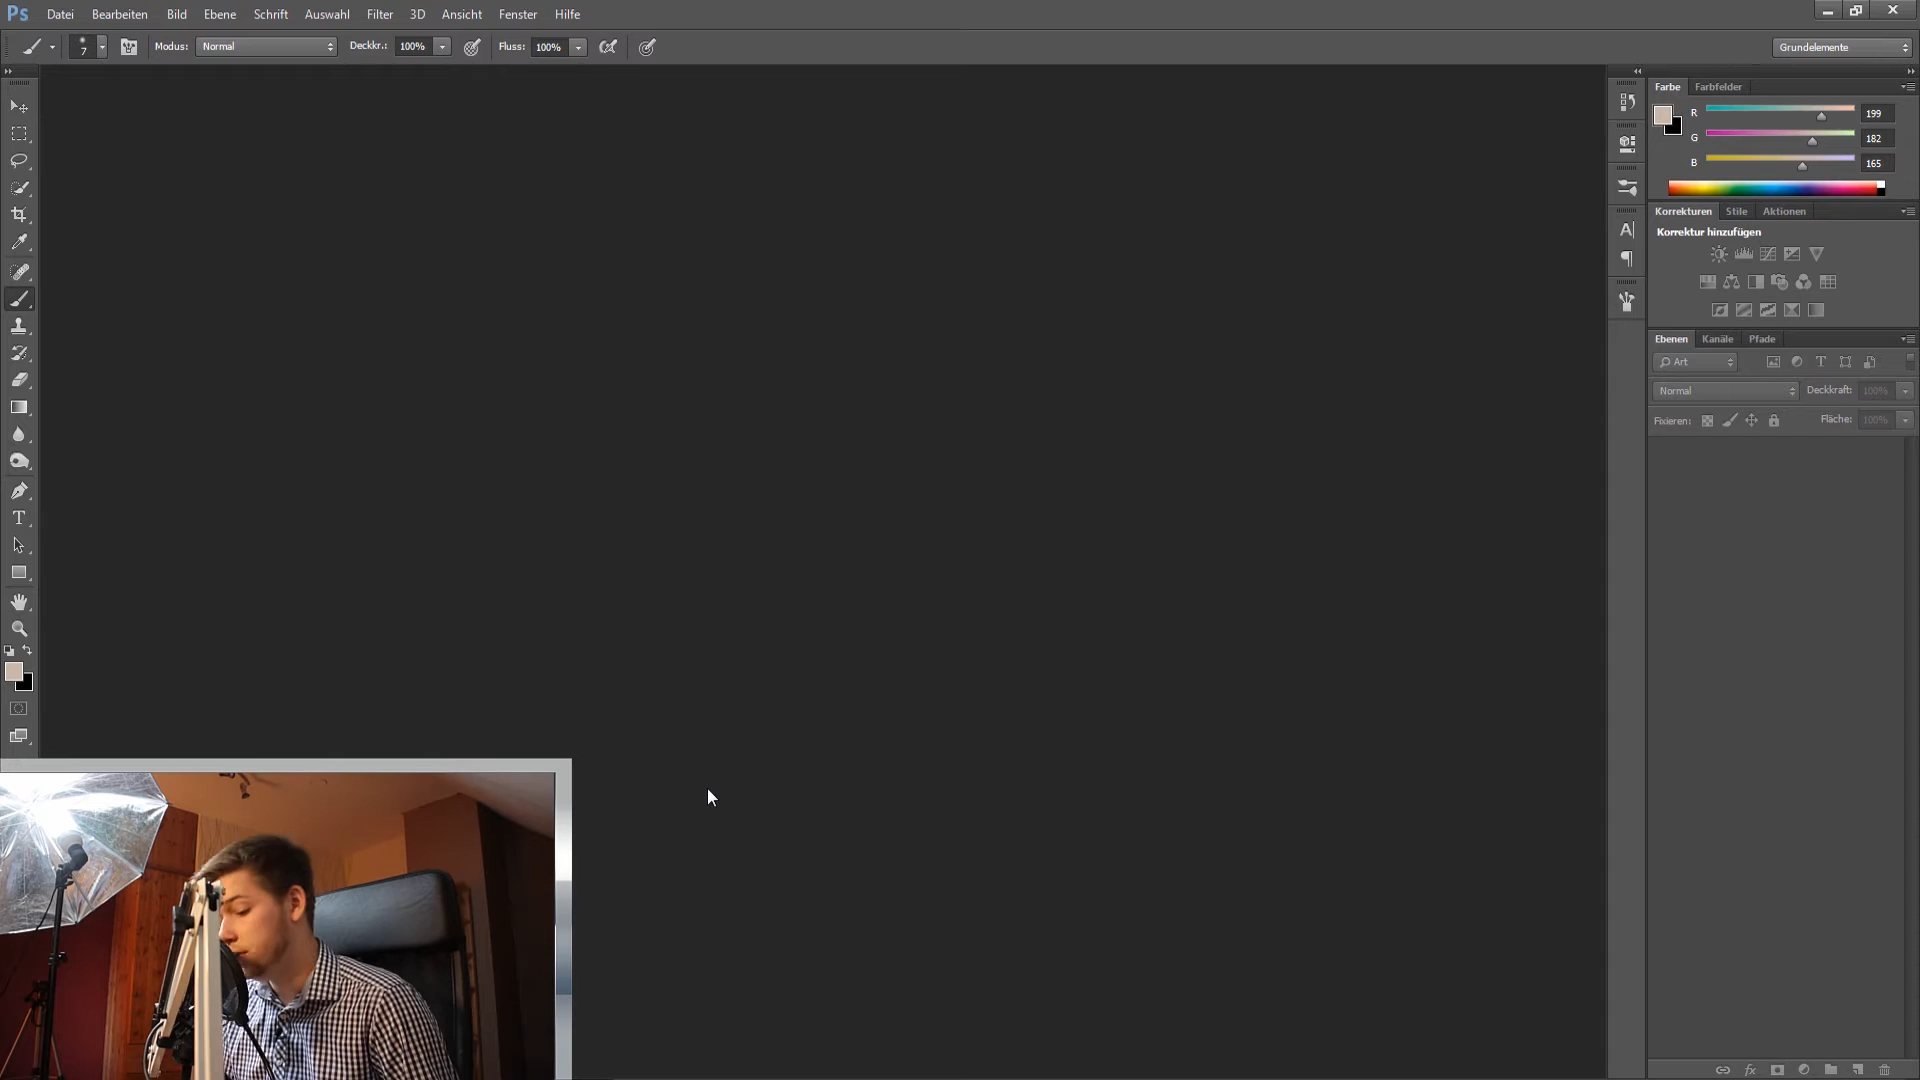 Ps Datei Bearbeiten Bild Ebene Schrift Auswahl Filter 3D Ansicht Fenster Hilfe
7 Modus: Normal Deckkr.: 100% Fluss: 100% Grundelemente
Farbe Farbfelder
R 199
G 182
B 165
Korrekturen Stile Aktionen
Korrektur hinzufügen
Ebenen Kanäle Pfade
Art
Normal Deckkraft: 100%
Fixieren: Fläche: 100%